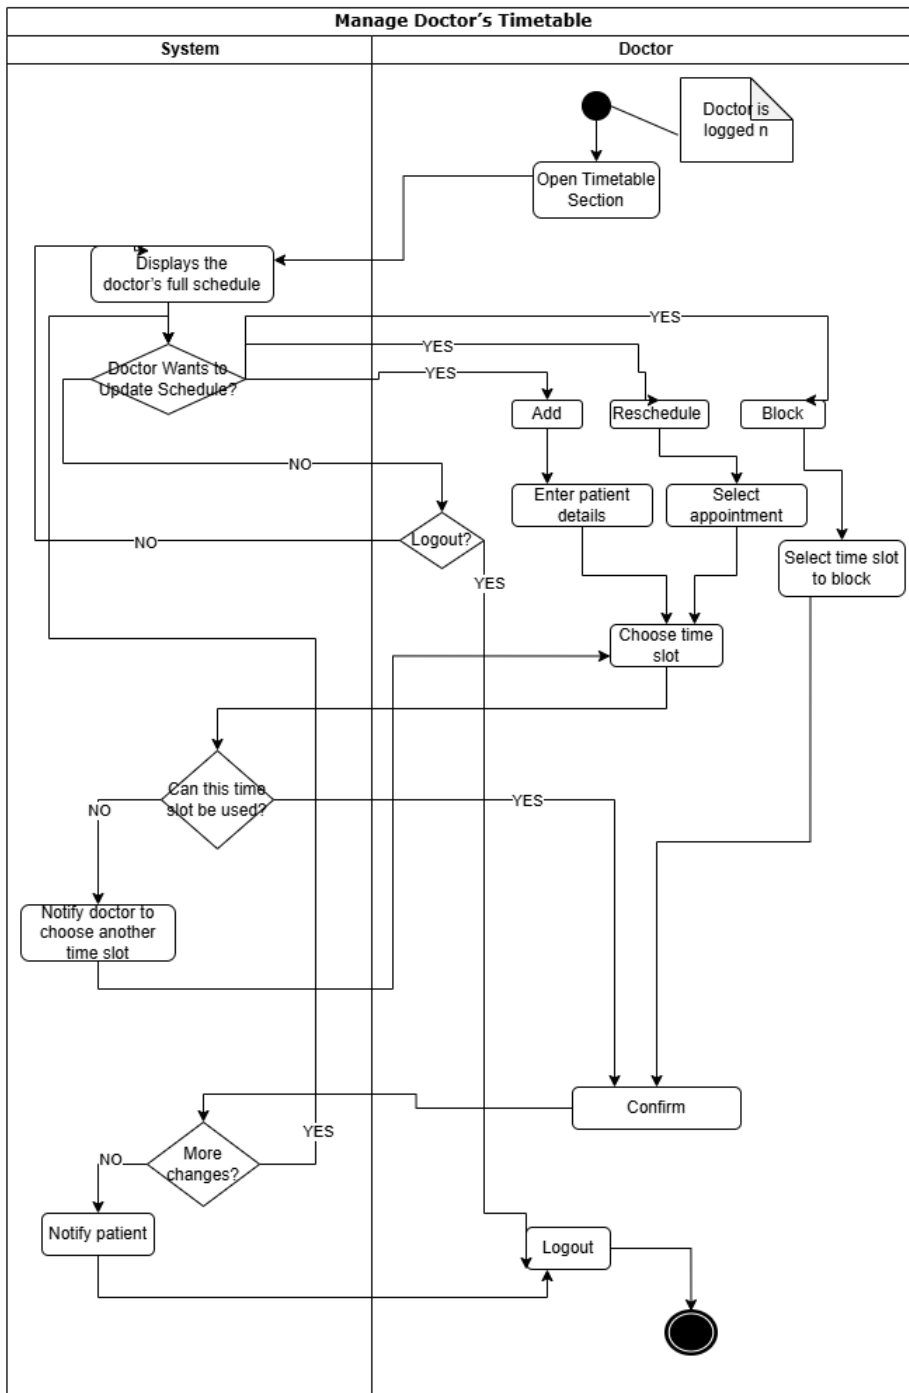 Manage Doctor's Timetable
System
Doctor
Doctor is
logged n
Open Timetable
Section
Displays the
doctor's full schedule
YES
YES
YES
Doctor Wants to
Update Schedule?
Add
Reschedule
Block
NO
Enter patient
details
Select
appointment
Logout?
NO
YES
Select time slot
to block
Choose time
slot
Can this time
slot be used?
NO
YES
Notify doctor to
choose another
time slot
Confirm
YES
More
changes?
NO
Notify patient
Logout